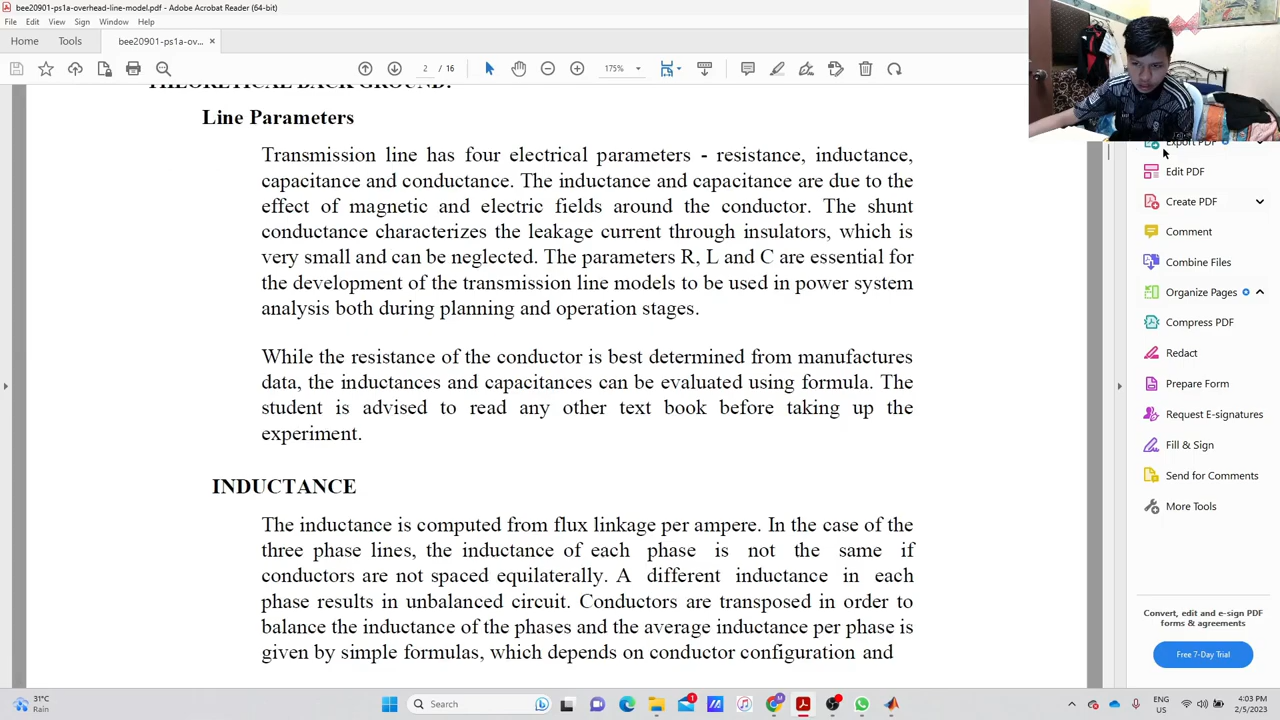 bee20901-ps1a-overhead-line-model.pdf - Adobe Acrobat Reader (64-bit)
File Edit View Sign Window Help
Home Tools bee20901-ps1a-ov... ×
2 / 16 175%
THEORETICAL BACK GROUND:
Line Parameters
Transmission line has four electrical parameters - resistance, inductance,
capacitance and conductance. The inductance and capacitance are due to the
effect of magnetic and electric fields around the conductor. The shunt
conductance characterizes the leakage current through insulators, which is
very small and can be neglected. The parameters R, L and C are essential for
the development of the transmission line models to be used in power system
analysis both during planning and operation stages.
While the resistance of the conductor is best determined from manufactures
data, the inductances and capacitances can be evaluated using formula. The
student is advised to read any other text book before taking up the
experiment.
INDUCTANCE
The inductance is computed from flux linkage per ampere. In the case of the
three phase lines, the inductance of each phase is not the same if
conductors are not spaced equilaterally. A different inductance in each
phase results in unbalanced circuit. Conductors are transposed in order to
balance the inductance of the phases and the average inductance per phase is
given by simple formulas, which depends on conductor configuration and
Export PDF
Edit PDF
Create PDF
Comment
Combine Files
Organize Pages
Compress PDF
Redact
Prepare Form
Request E-signatures
Fill & Sign
Send for Comments
More Tools
Convert, edit and e-sign PDF
forms & agreements
Free 7-Day Trial
31°C
Rain
Search
1
ENG
US
4:03 PM
2/5/2023